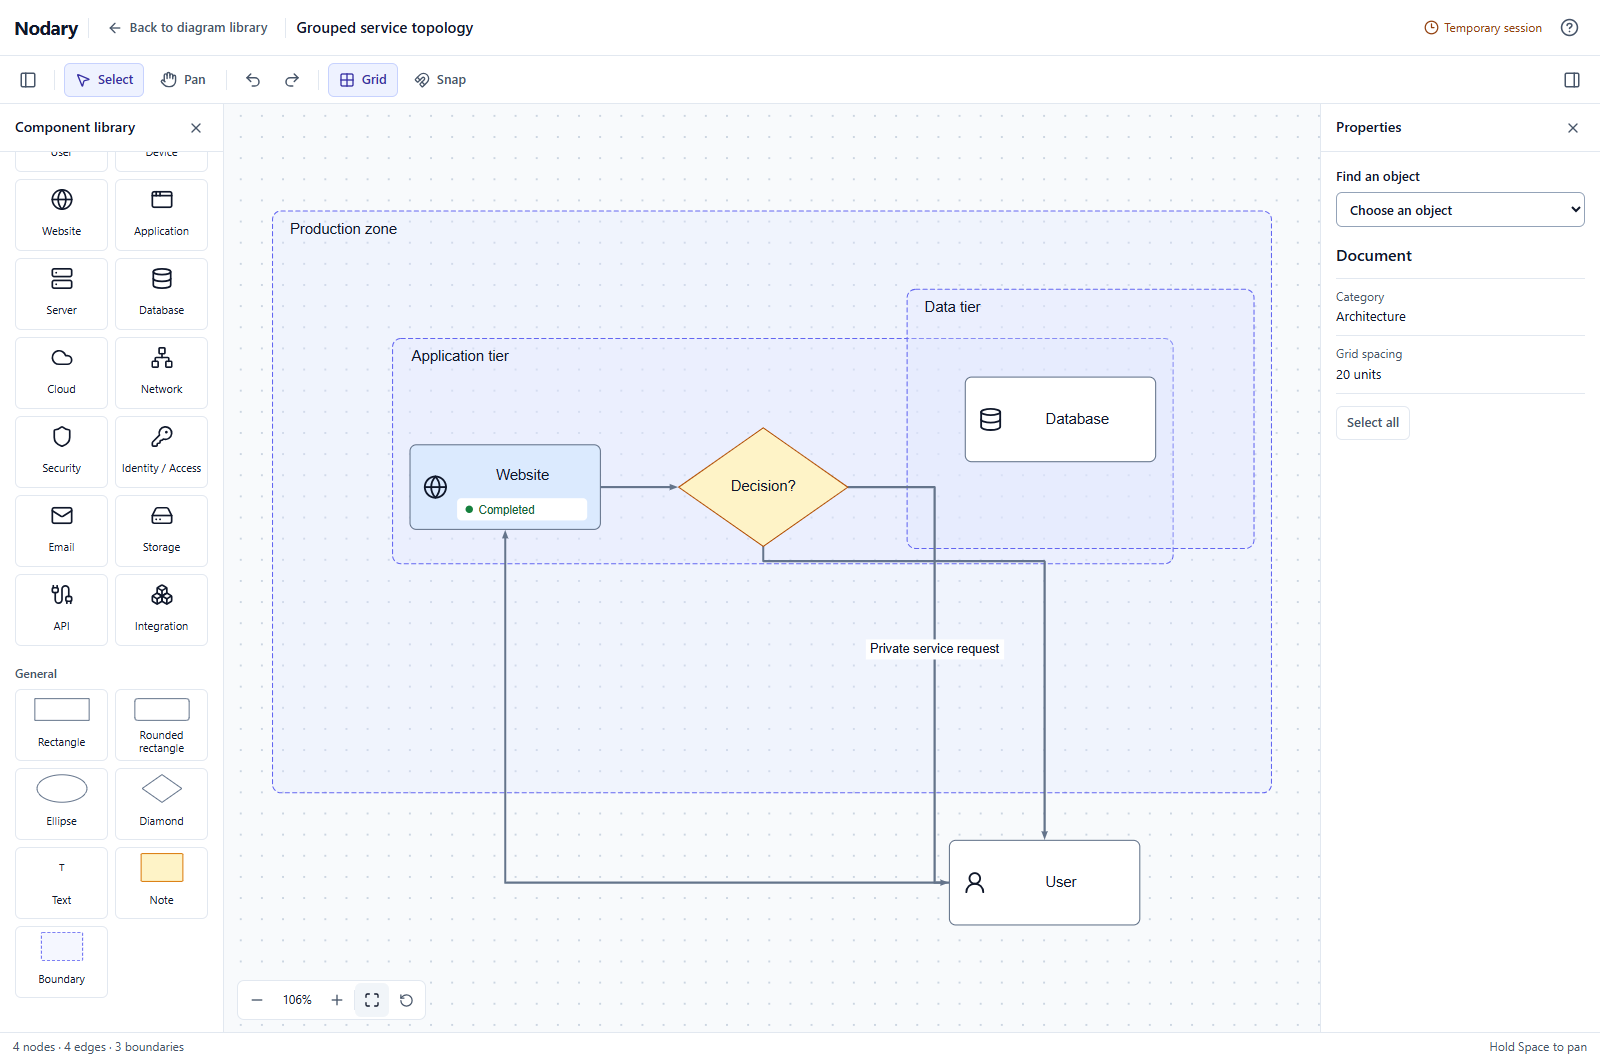 Nodary
Back to diagram library
Grouped service topology
Temporary session
Select
Pan
Grid
Snap
Component library
User
Device
Website
Application
Server
Database
Cloud
Network
Security
Identity / Access
Email
Storage
API
Integration
General
Rectangle
Rounded
rectangle
Ellipse
Diamond
T
Text
Note
Boundary
Production zone
Data tier
Application tier
Database
Website
Completed
Decision?
Private service request
User
106%
Properties
Find an object
Choose an object
Document
Category
Architecture
Grid spacing
20 units
Select all
4 nodes · 4 edges · 3 boundaries
Hold Space to pan